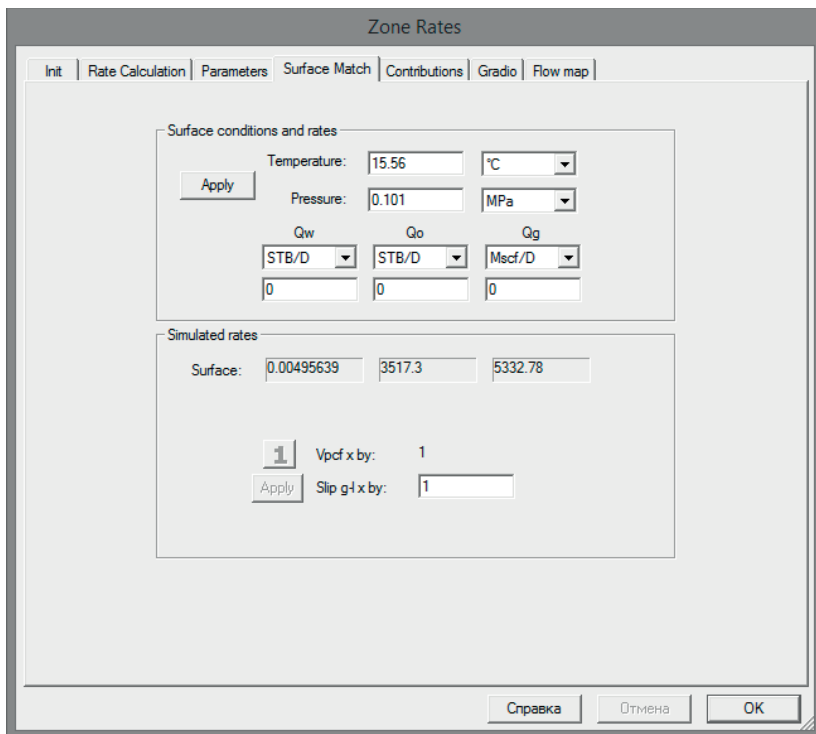 Zone Rates
Init Rate Calculation Parameters Surface Match Contributions Gradio Flow map
Surface conditions and rates
Temperature: 15.56 °C
Apply
Pressure: 0.101 MPa
Qw Qo Qg
STB/D STB/D Mscf/D
0 0 0
Simulated rates
Surface: 0.00495639 3517.3 5332.78
1 Vpcf x by: 1
Apply Slip g-l x by: 1
Справка Отмена OK